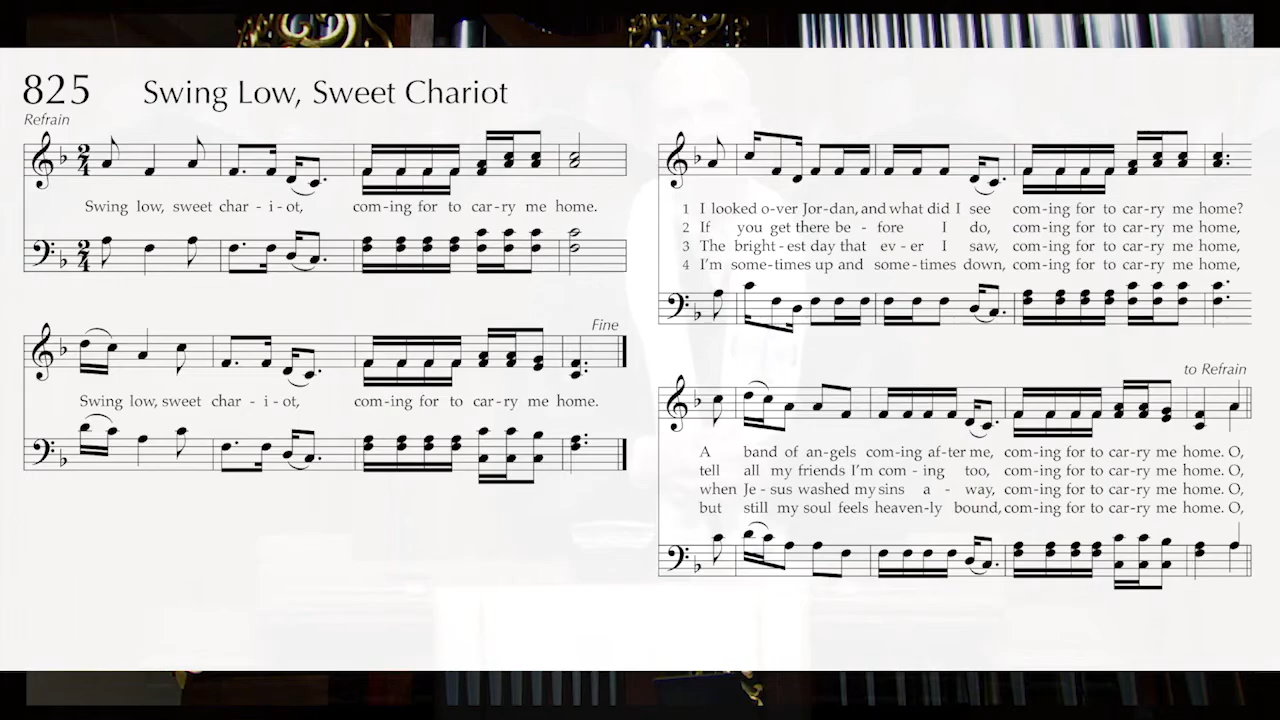 825 Swing Low, Sweet Chariot
Refrain
Swing low, sweet char - i - ot, com-ing for to car-ry me home.
Fine
Swing low, sweet char - i - ot, com-ing for to car-ry me home.
1 I looked o-ver Jor-dan, and what did I see com-ing for to car-ry me home?
2 If you get there be - fore I do, com-ing for to car-ry me home,
3 The bright-est day that ev-er I saw, com-ing for to car-ry me home,
4 I'm some-times up and some-times down, com-ing for to car-ry me home,
to Refrain
A band of an-gels com-ing af-ter me, com-ing for to car-ry me home. O,
tell all my friends I'm com - ing too, com-ing for to car-ry me home. O,
when Je - sus washed my sins a - way, com-ing for to car-ry me home. O,
but still my soul feels heaven-ly bound, com-ing for to car-ry me home. O,